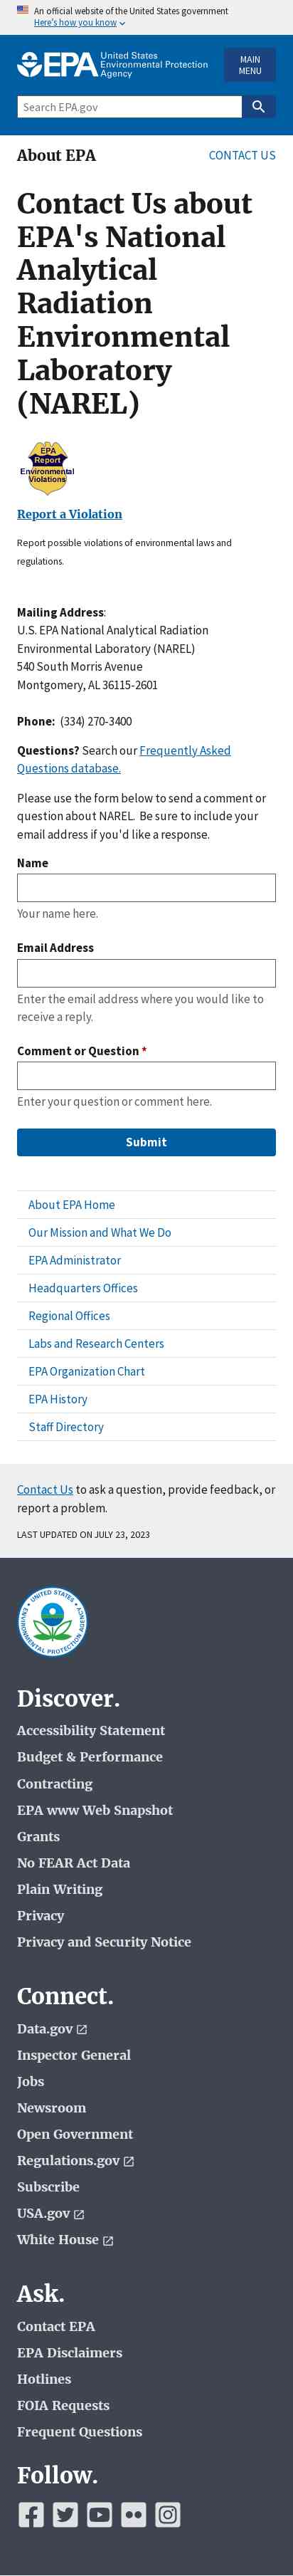 An official website of the United States government
Here's how you know
EPA United States
Environmental Protection
Agency
MAIN
MENU
Search EPA.gov
About EPA
CONTACT US
Contact Us about
EPA's National
Analytical
Radiation
Environmental
Laboratory
(NAREL)
EPA
Report
Environmental
Violations
Report a Violation
Report possible violations of environmental laws and
regulations.
Mailing Address:
U.S. EPA National Analytical Radiation
Environmental Laboratory (NAREL)
540 South Morris Avenue
Montgomery, AL 36115-2601
Phone: (334) 270-3400
Questions? Search our Frequently Asked
Questions database.
Please use the form below to send a comment or
question about NAREL. Be sure to include your
email address if you'd like a response.
Name
Your name here.
Email Address
Enter the email address where you would like to
receive a reply.
Comment or Question *
Enter your question or comment here.
Submit
About EPA Home
Our Mission and What We Do
EPA Administrator
Headquarters Offices
Regional Offices
Labs and Research Centers
EPA Organization Chart
EPA History
Staff Directory
Contact Us to ask a question, provide feedback, or
report a problem.
LAST UPDATED ON JULY 23, 2023
UNITED STATES
ENVIRONMENTAL PROTECTION AGENCY
Discover.
Accessibility Statement
Budget & Performance
Contracting
EPA www Web Snapshot
Grants
No FEAR Act Data
Plain Writing
Privacy
Privacy and Security Notice
Connect.
Data.gov
Inspector General
Jobs
Newsroom
Open Government
Regulations.gov
Subscribe
USA.gov
White House
Ask.
Contact EPA
EPA Disclaimers
Hotlines
FOIA Requests
Frequent Questions
Follow.